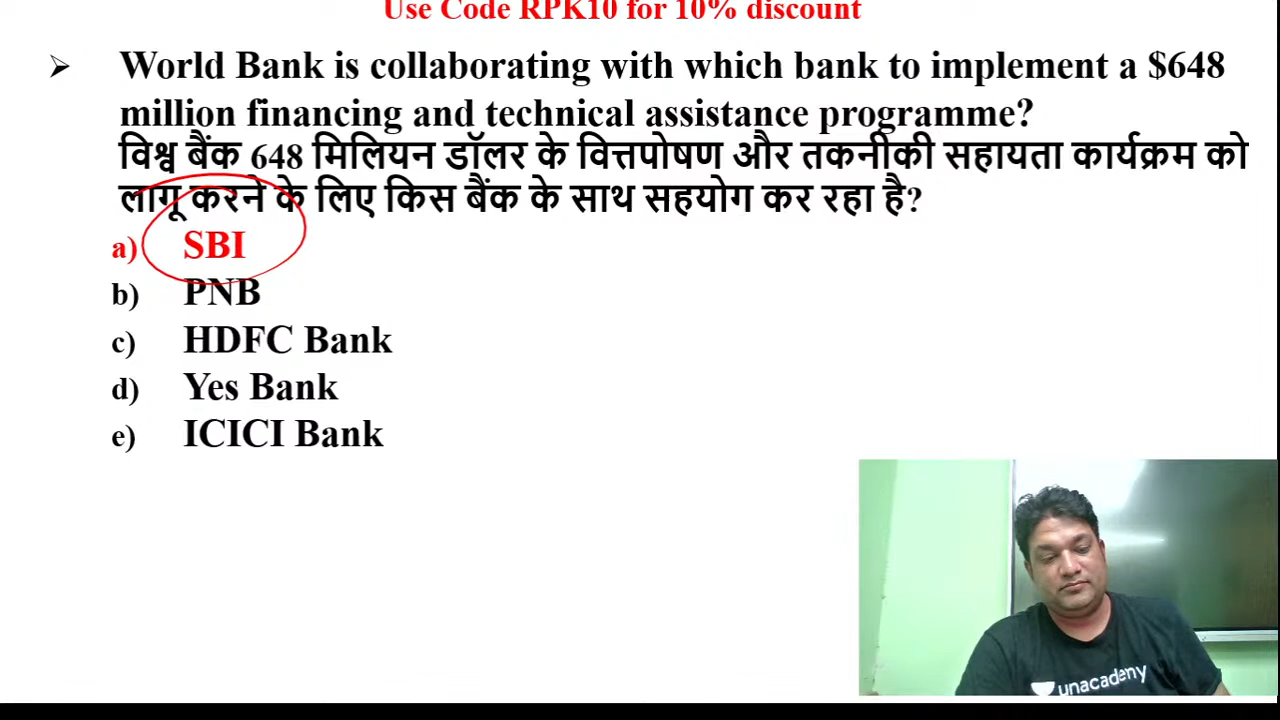 Use Code RPK10 for 10% discount
➢ World Bank is collaborating with which bank to implement a $648
million financing and technical assistance programme?
विश्व बैंक 648 मिलियन डॉलर के वित्तपोषण और तकनीकी सहायता कार्यक्रम को
लागू करने के लिए किस बैंक के साथ सहयोग कर रहा है?
a) SBI
b) PNB
c) HDFC Bank
d) Yes Bank
e) ICICI Bank
unacademy